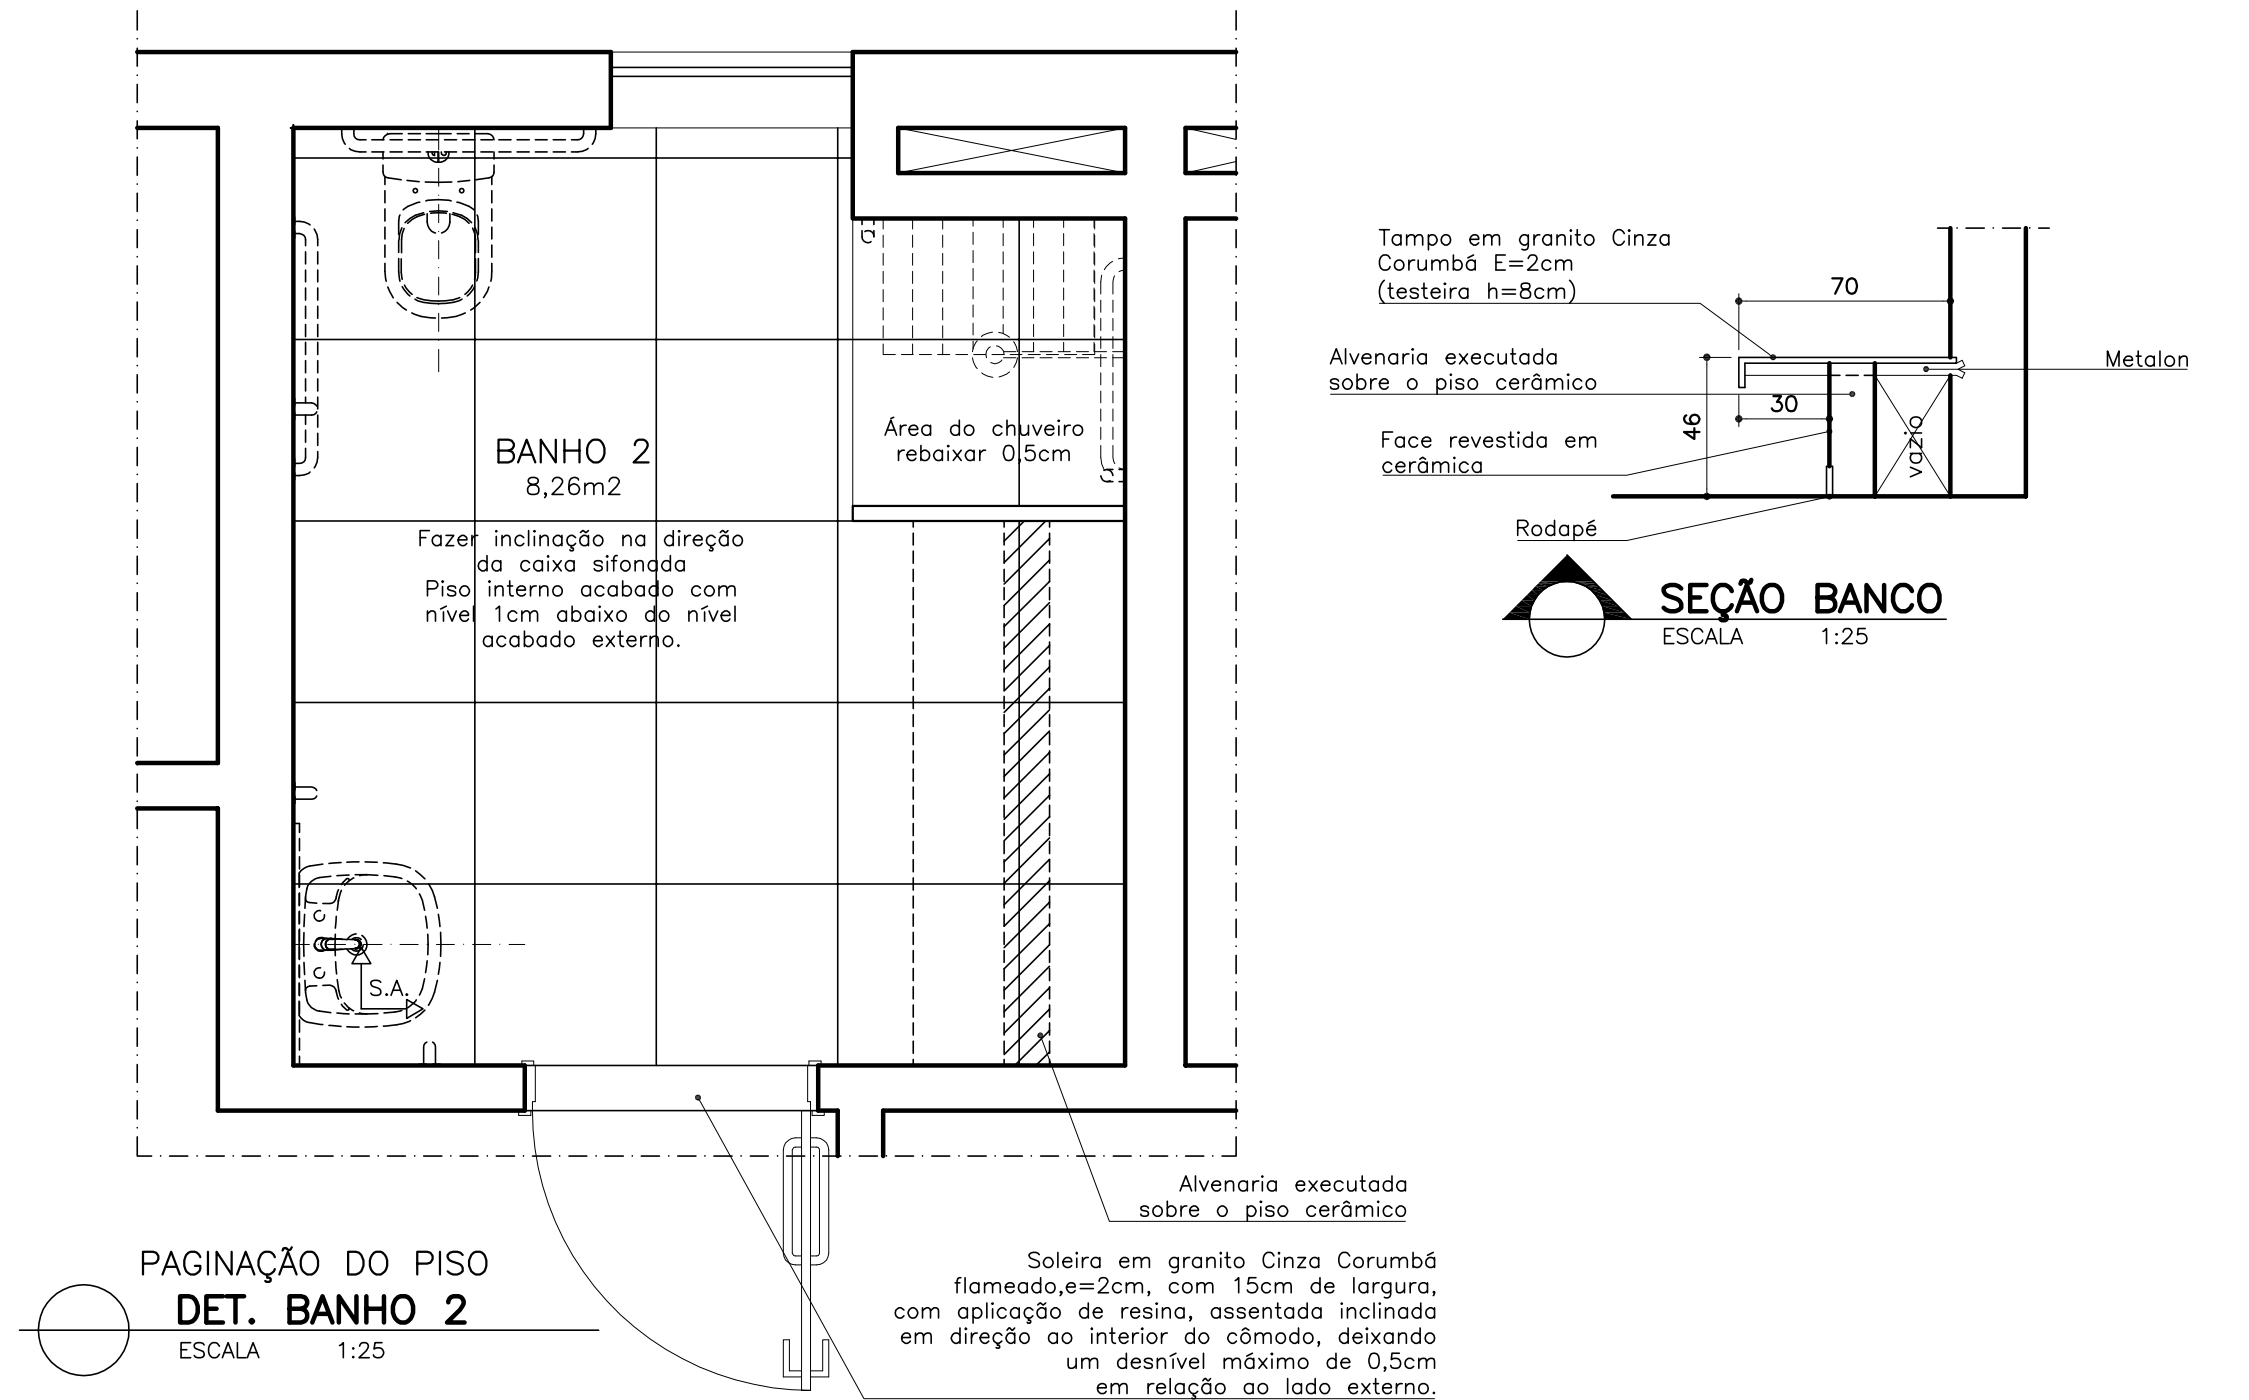 BANHO 2
8,26m2
Fazer inclinação na direção
da caixa sifonada
Piso interno acabado com
nível 1cm abaixo do nível
acabado externo.
Área do chuveiro
rebaixar 0,5cm
S.A.
Alvenaria executada
sobre o piso cerâmico
Soleira em granito Cinza Corumbá
flameado,e=2cm, com 15cm de largura,
com aplicação de resina, assentada inclinada
em direção ao interior do cômodo, deixando
um desnível máximo de 0,5cm
em relação ao lado externo.
PAGINAÇÃO DO PISO
DET. BANHO 2
ESCALA 1:25
Tampo em granito Cinza
Corumbá E=2cm
(testeira h=8cm)
70
Alvenaria executada
sobre o piso cerâmico
Metalon
30
46
vazio
Face revestida em
cerâmica
Rodapé
SEÇÃO BANCO
ESCALA 1:25